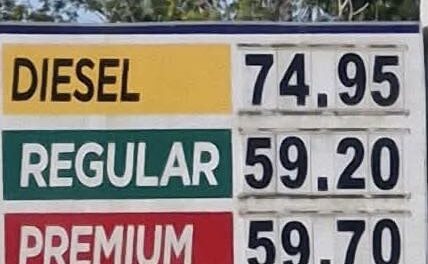 DIESEL 74.95
REGULAR 59.20
PREMIUM 59.70